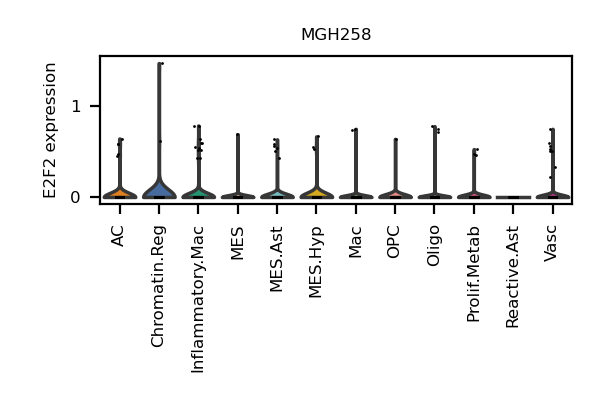 MGH258
E2F2 expression
1
0
AC
Chromatin.Reg
Inflammatory.Mac
MES
MES.Ast
MES.Hyp
Mac
OPC
Oligo
Prolif.Metab
Reactive.Ast
Vasc